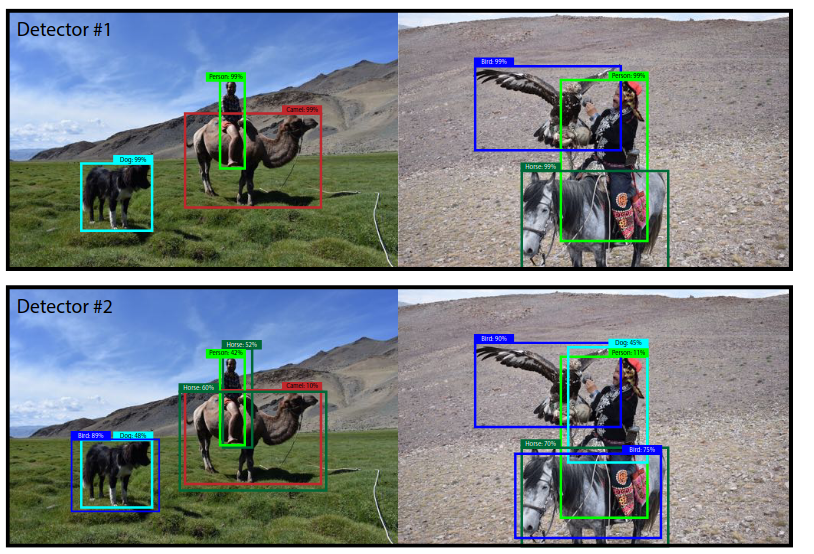 Detector #1
Person: 99%
Camel: 99%
Dog: 99%
Bird: 99%
Person: 99%
Horse: 99%
Detector #2
Horse: 52%
Person: 42%
Horse: 60%
Camel: 10%
Bird: 89%
Dog: 48%
Bird: 90%
Dog: 45%
Person: 11%
Horse: 70%
Bird: 75%